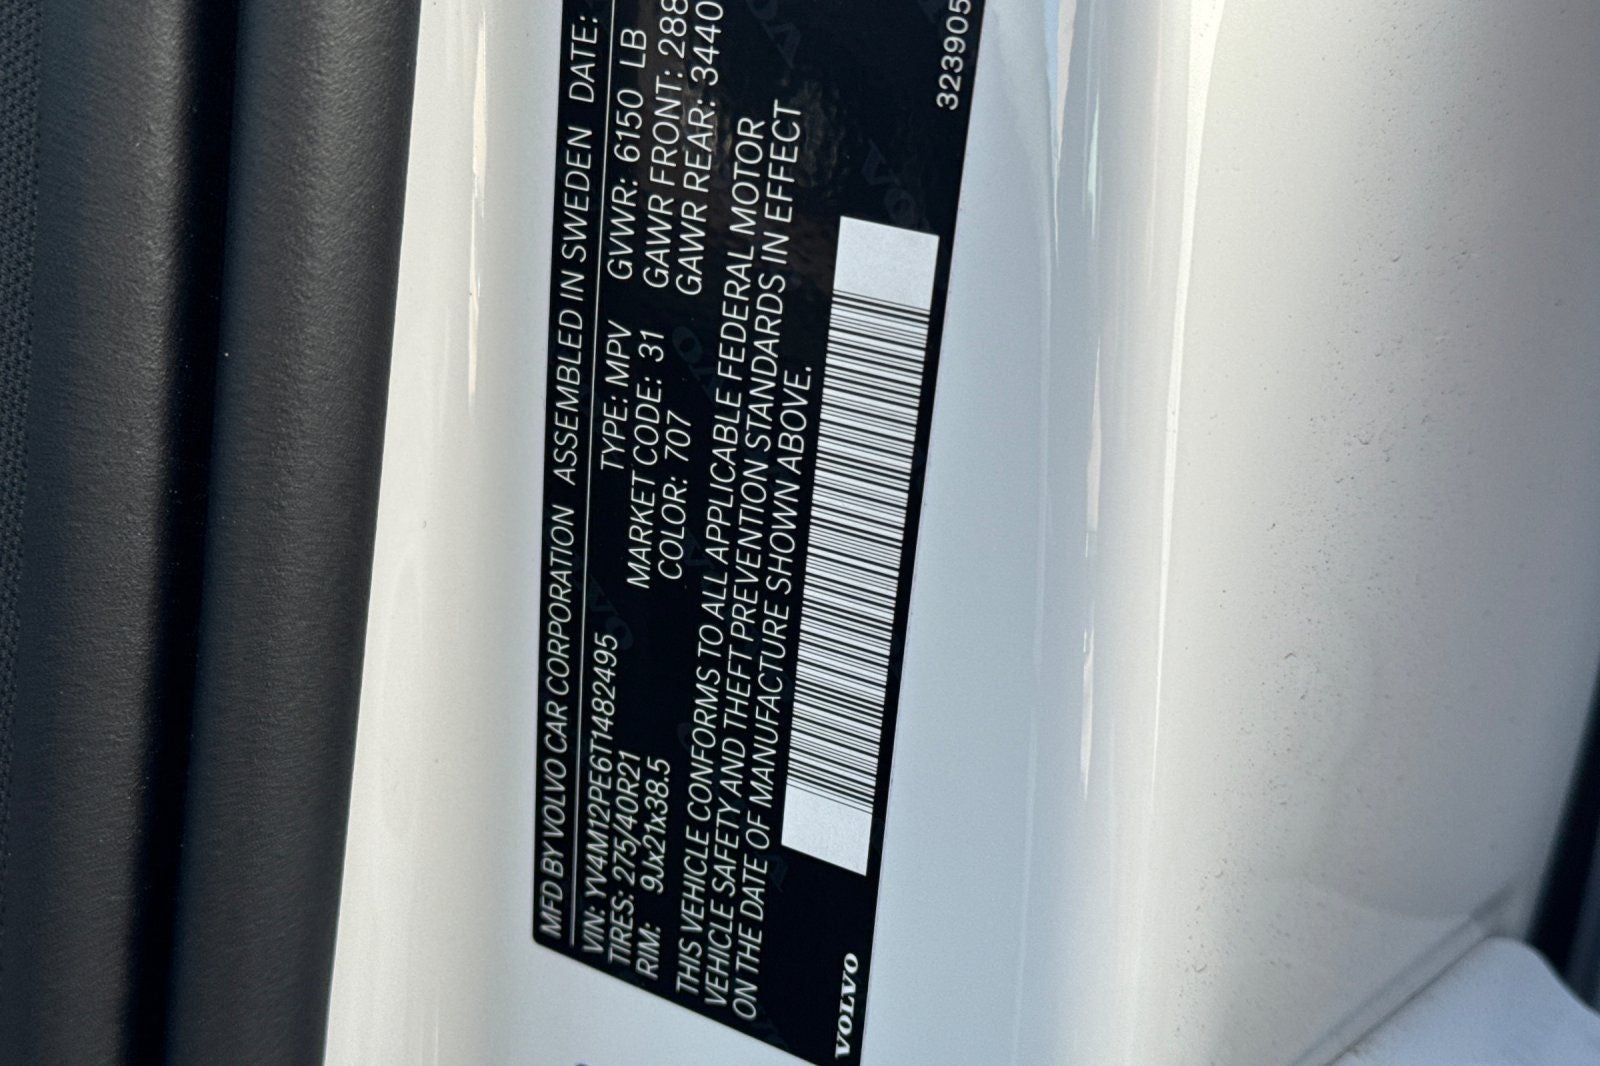 MFD BY VOLVO CAR CORPORATION ASSEMBLED IN SWEDEN DATE:
VIN: YV4M12PE6T1482495 TYPE: MPV GVWR: 6150 LB
TIRES: 275/40R21 MARKET CODE: 31 GAWR FRONT: 288
RIM: 9Jx21x38.5 COLOR: 707 GAWR REAR: 3440
THIS VEHICLE CONFORMS TO ALL APPLICABLE FEDERAL MOTOR
VEHICLE SAFETY AND THEFT PREVENTION STANDARDS IN EFFECT
ON THE DATE OF MANUFACTURE SHOWN ABOVE.
VOLVO 323905